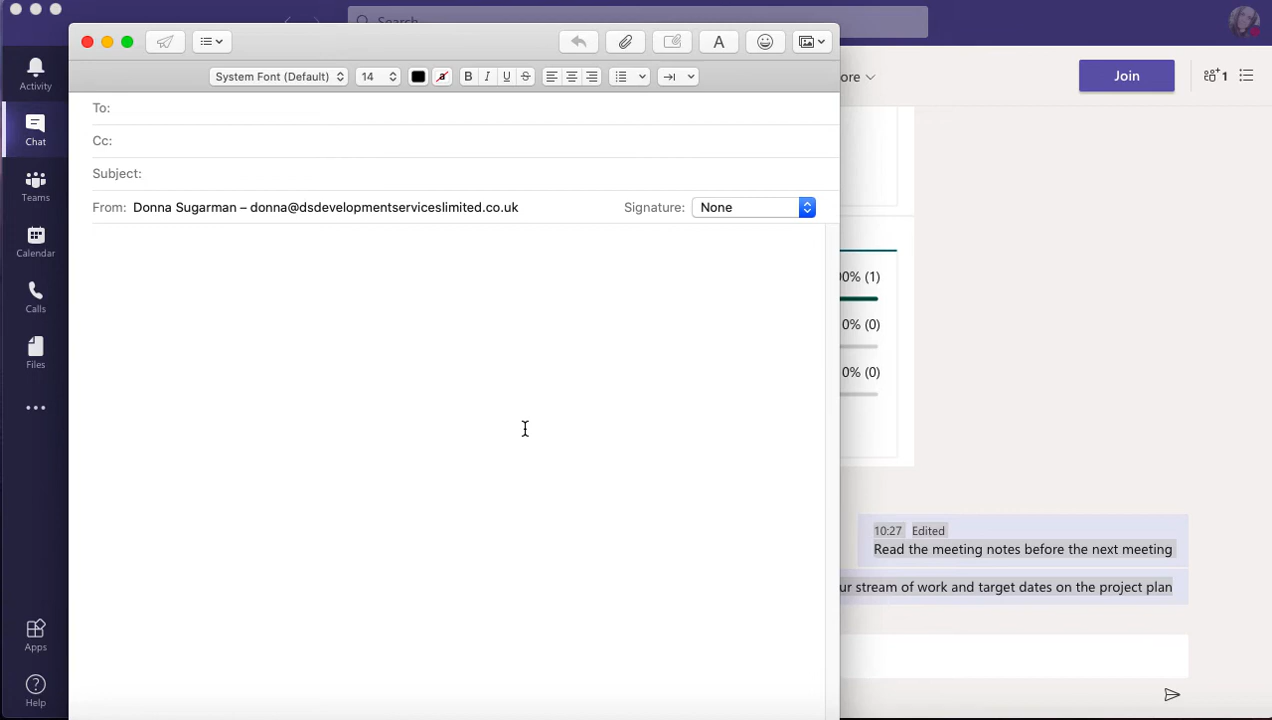 Search
System Font (Default)
14
a
B I U S
A
To:
Cc:
Subject:
From: Donna Sugarman – donna@dsdevelopmentserviceslimited.co.uk
Signature: None
Activity
Chat
Teams
Calendar
Calls
Files
Apps
Help
ore
Join
1
00% (1)
0% (0)
0% (0)
10:27 Edited
Read the meeting notes before the next meeting
ur stream of work and target dates on the project plan